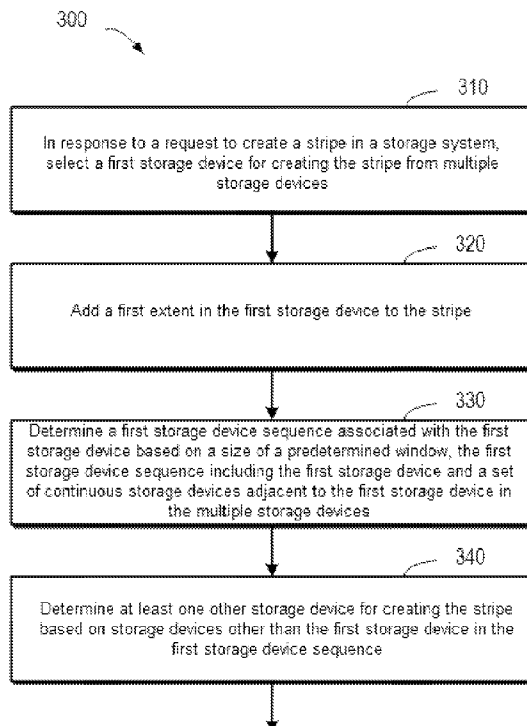 300
310
In response to a request to create a stripe in a storage system,
select a first storage device for creating the stripe from multiple
storage devices
320
Add a first extent in the first storage device to the stripe
330
Determine a first storage device sequence associated with the first
storage device based on a size of a predetermined window, the
first storage device sequence including the first storage device and a set
of continuous storage devices adjacent to the first storage device in
the multiple storage devices
340
Determine at least one other storage device for creating the stripe
based on storage devices other than the first storage device in the
first storage device sequence